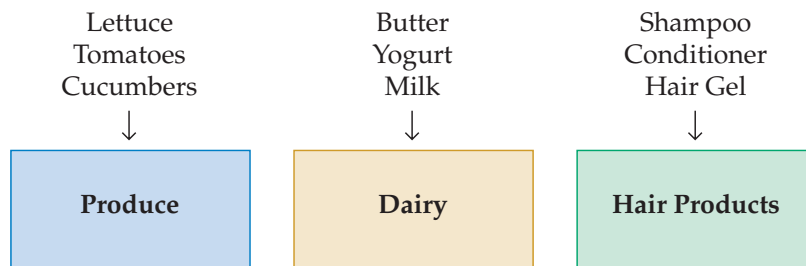 Lettuce
Tomatoes
Cucumbers
Produce
Butter
Yogurt
Milk
Dairy
Shampoo
Conditioner
Hair Gel
Hair Products